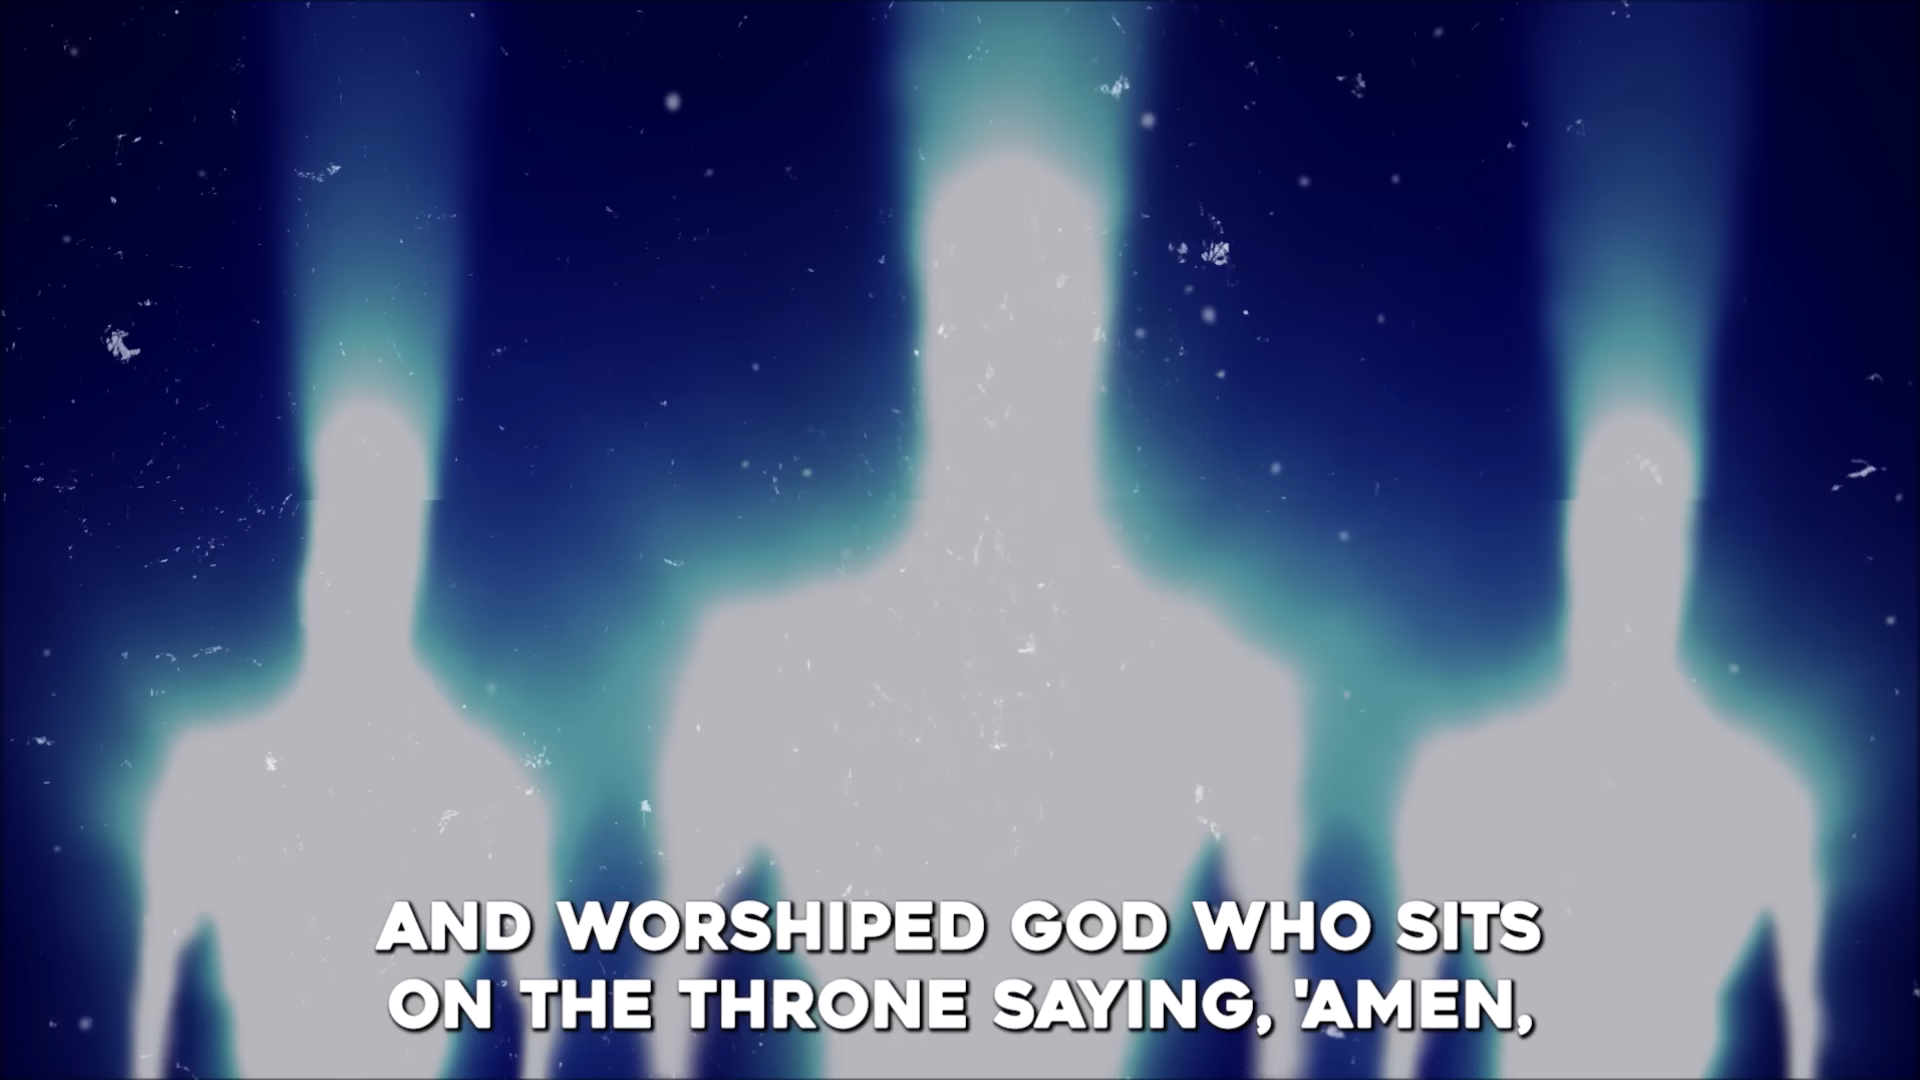 AND WORSHIPED GOD WHO SITS
ON THE THRONE SAYING, 'AMEN,